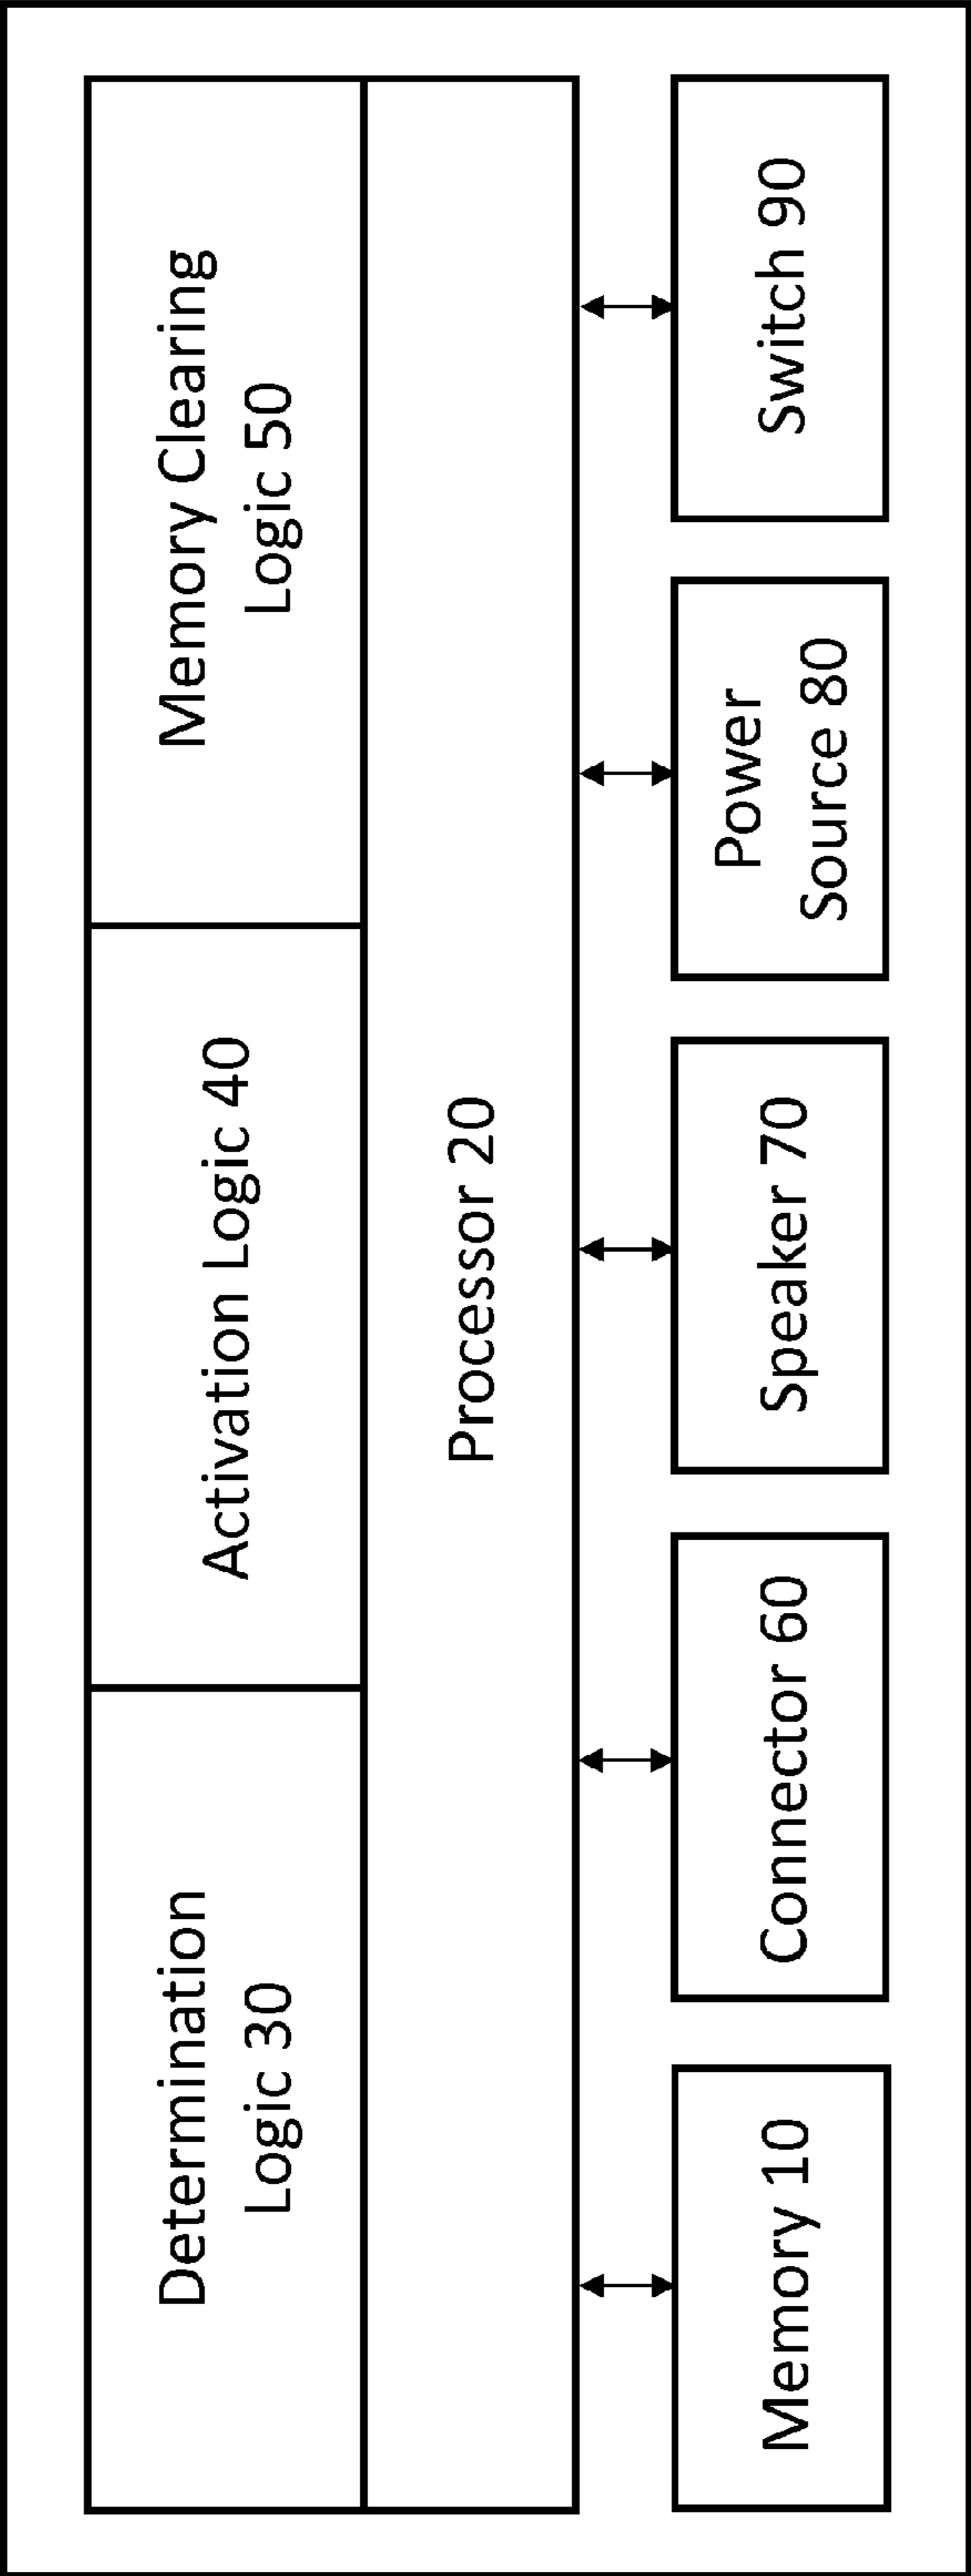 Determination
Logic 30
Activation Logic 40
Memory Clearing
Logic 50
Processor 20
Memory 10
Connector 60
Speaker 70
Power
Source 80
Switch 90